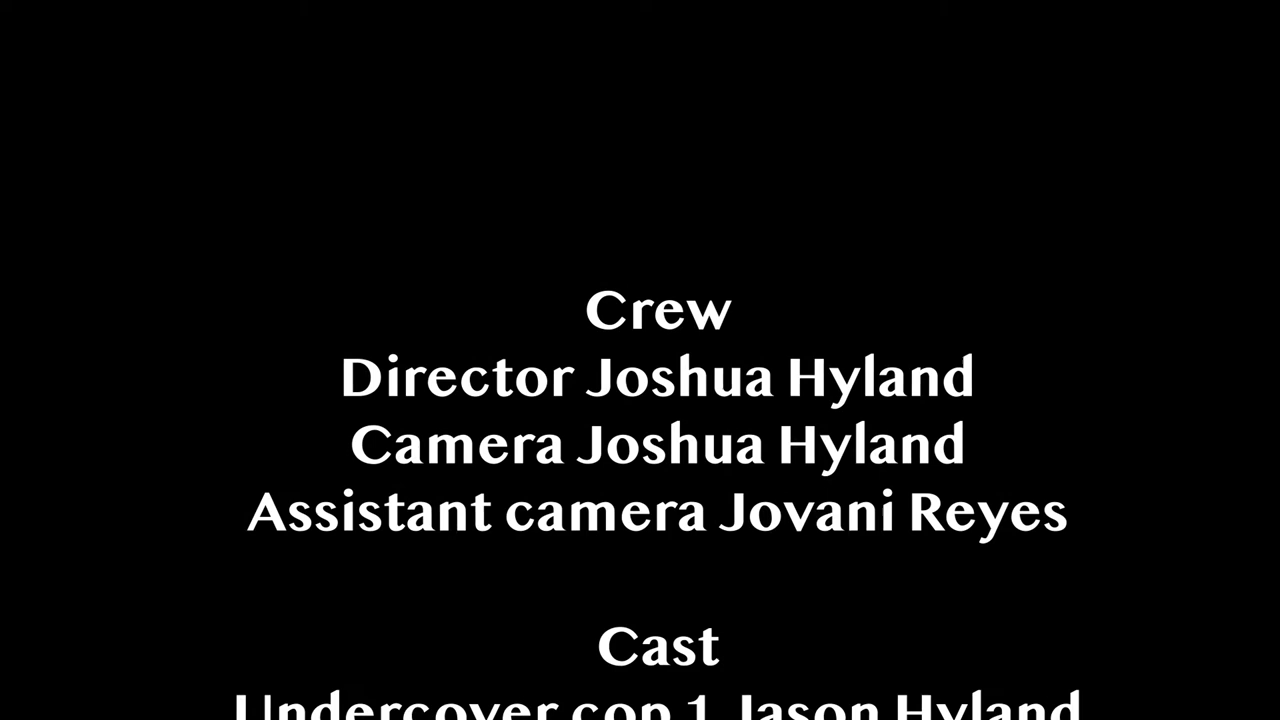 Crew
Director Joshua Hyland
Camera Joshua Hyland
Assistant camera Jovani Reyes
Cast
Undercover cop 1 Jason Hyland